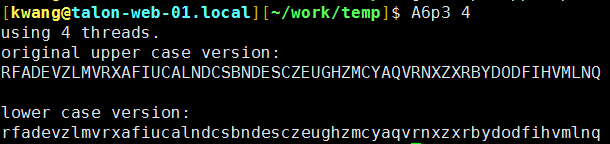 [kwang@talon-web-01.local][~/work/temp]$ A6p3 4
using 4 threads.
original upper case version:
RFADEVZLMVRXAFIUCALNDCSBNDESCZEUGHZMCYAQVRNXZXRBYDODFIHVMLNQ
lower case version:
rfadevzlmvrxafiucalndcsbndesczeughzmcyaqvrnxzxrbydodfihvmlnq